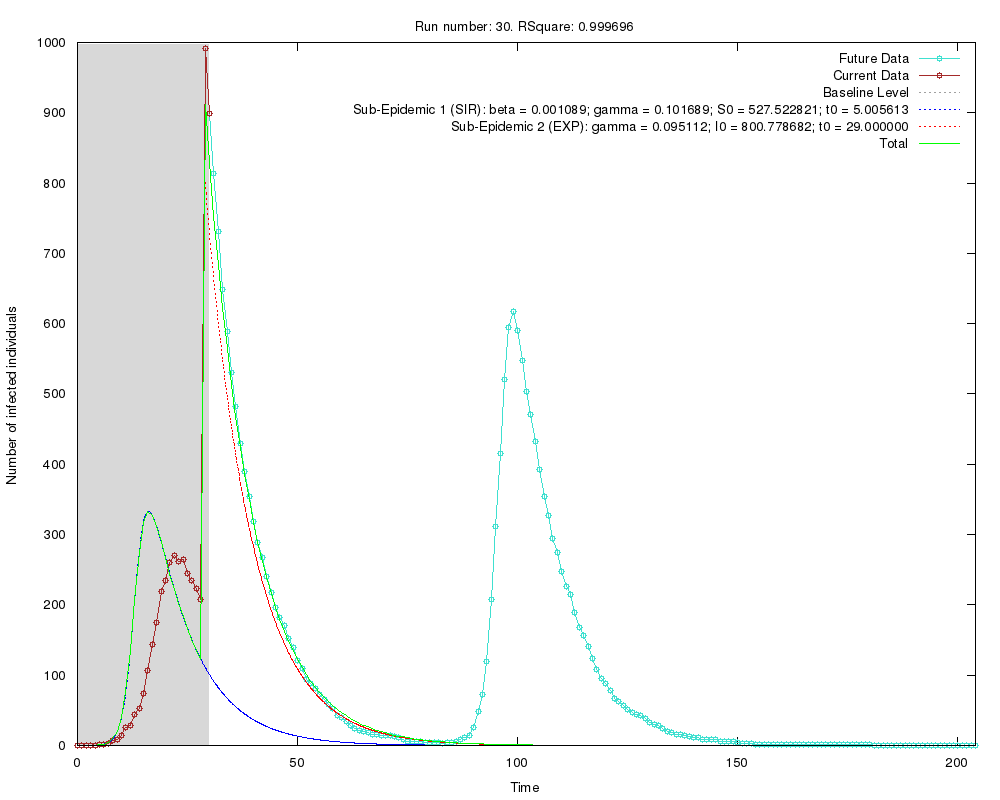 Run number: 30. RSquare: 0.999696
1000
900
800
700
600
500
400
300
200
100
0
Future Data
Current Data
Baseline Level
Sub-Epidemic 1 (SIR): beta = 0.001089; gamma = 0.101689; S0 = 527.522821; t0 = 5.005613
Sub-Epidemic 2 (EXP): gamma = 0.095112; I0 = 800.778682; t0 = 29.000000
Total
Number of infected individuals
0 50 100 150 200
Time